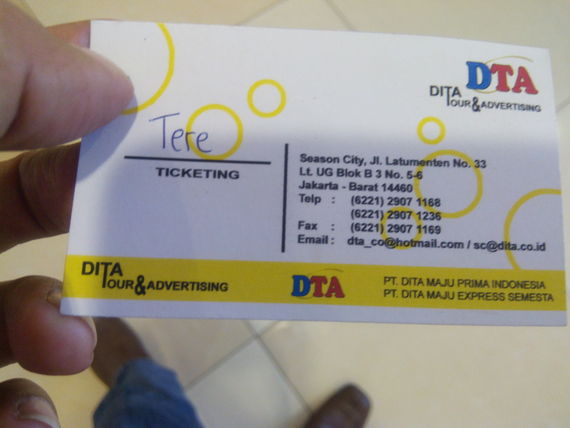 DTA
DITA
TOUR & ADVERTISING
Tere
TICKETING
Season City, Jl. Latumenten No. 33
Lt. UG Blok B 3 No. 5-6
Jakarta - Barat 14460
Telp : (6221) 2907 1168
(6221) 2907 1236
Fax : (6221) 2907 1169
Email : dta_co@hotmail.com / sc@dita.co.id
DITA
TOUR & ADVERTISING
DTA
PT. DITA MAJU PRIMA INDONESIA
PT. DITA MAJU EXPRESS SEMESTA